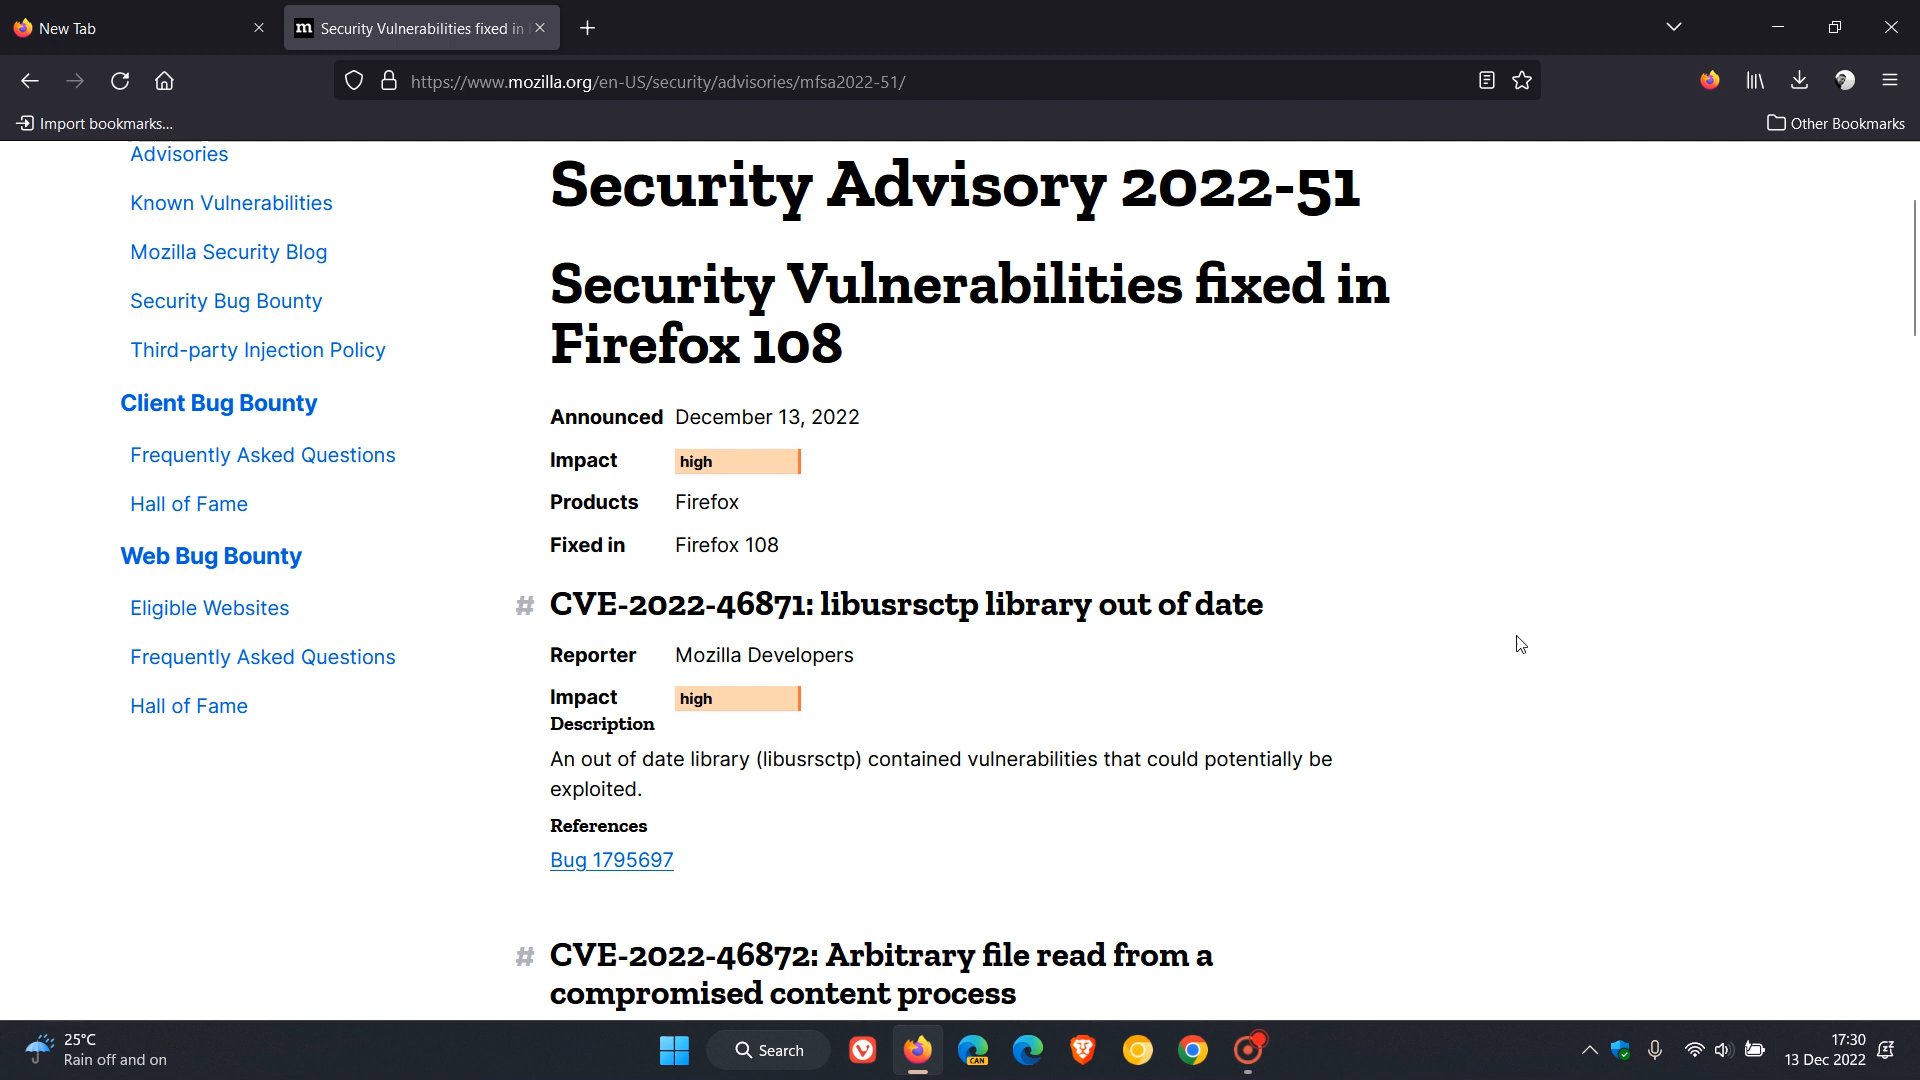 New Tab
m Security Vulnerabilities fixed in
https://www.mozilla.org/en-US/security/advisories/mfsa2022-51/
Import bookmarks...
Other Bookmarks
Advisories
Known Vulnerabilities
Mozilla Security Blog
Security Bug Bounty
Third-party Injection Policy
Client Bug Bounty
Frequently Asked Questions
Hall of Fame
Web Bug Bounty
Eligible Websites
Frequently Asked Questions
Hall of Fame
Security Advisory 2022-51
Security Vulnerabilities fixed in
Firefox 108
Announced December 13, 2022
Impact high
Products Firefox
Fixed in Firefox 108
# CVE-2022-46871: libusrsctp library out of date
Reporter Mozilla Developers
Impact high
Description
An out of date library (libusrsctp) contained vulnerabilities that could potentially be
exploited.
References
Bug 1795697
# CVE-2022-46872: Arbitrary file read from a
compromised content process
25°C
Rain off and on
Search
CAN
17:30
13 Dec 2022